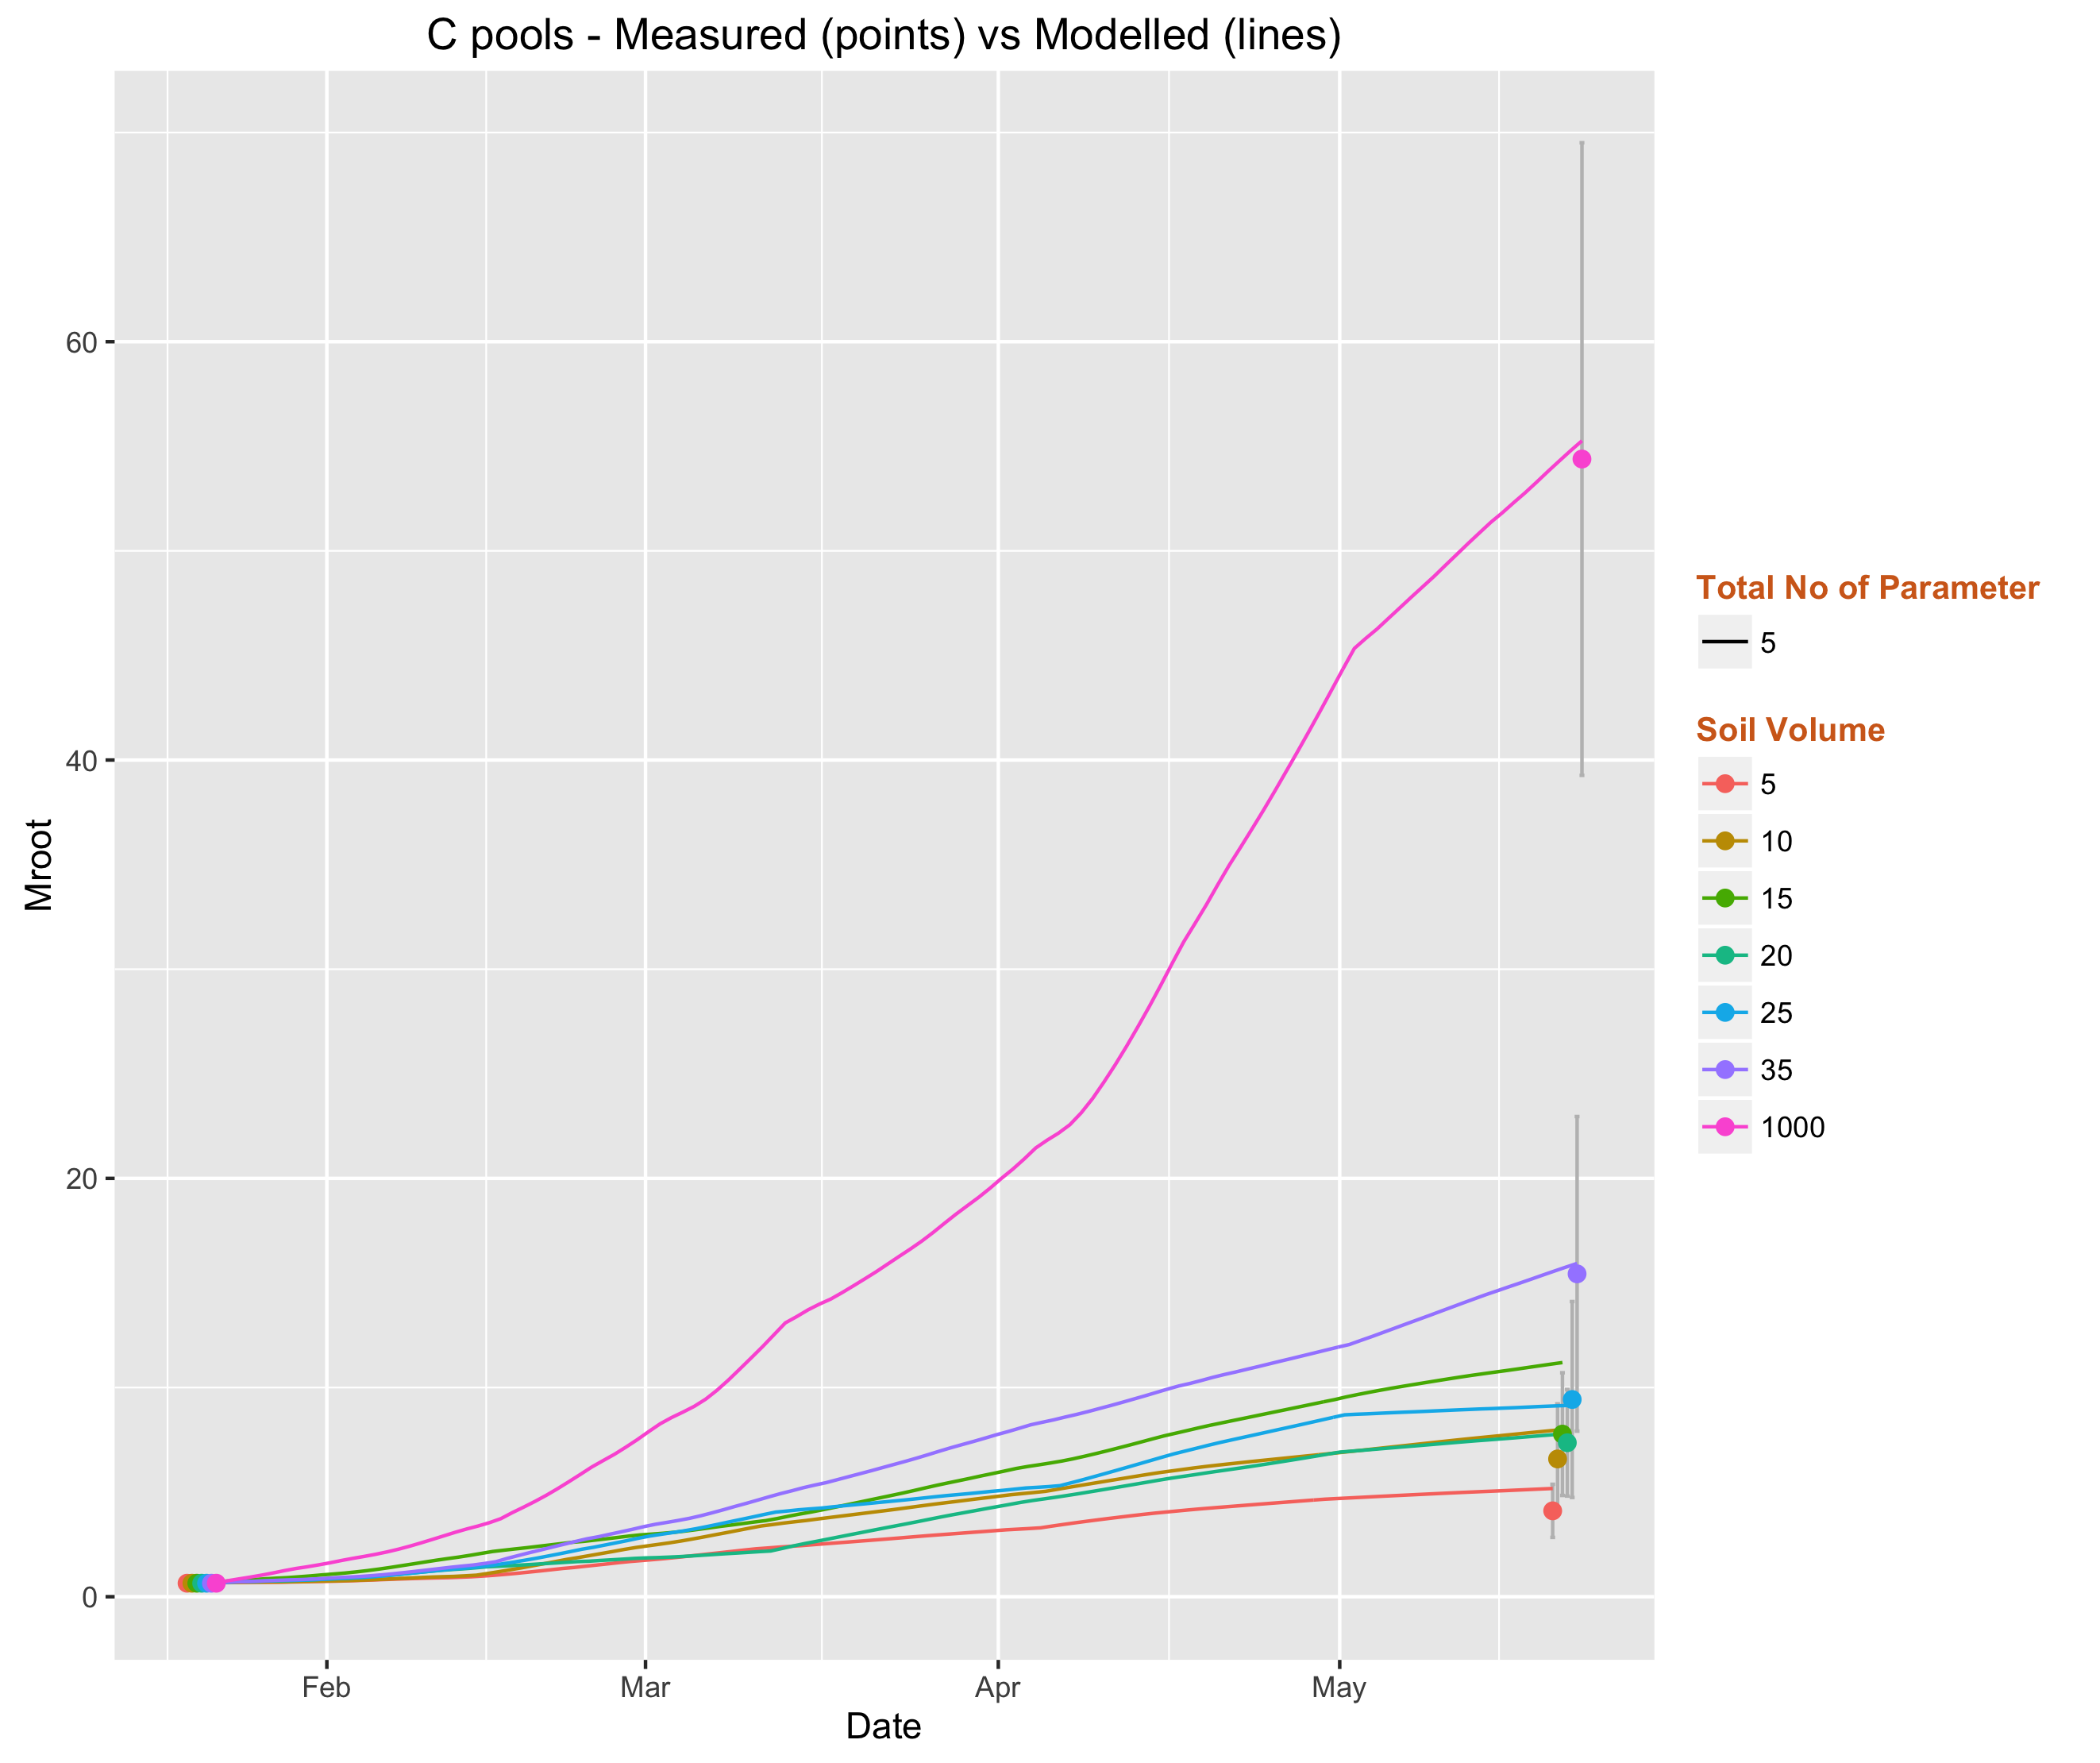 C pools - Measured (points) vs Modelled (lines)
Mroot
60
40
20
0
Feb Mar Apr May
Date
Total No of Parameter
5
Soil Volume
5
10
15
20
25
35
1000